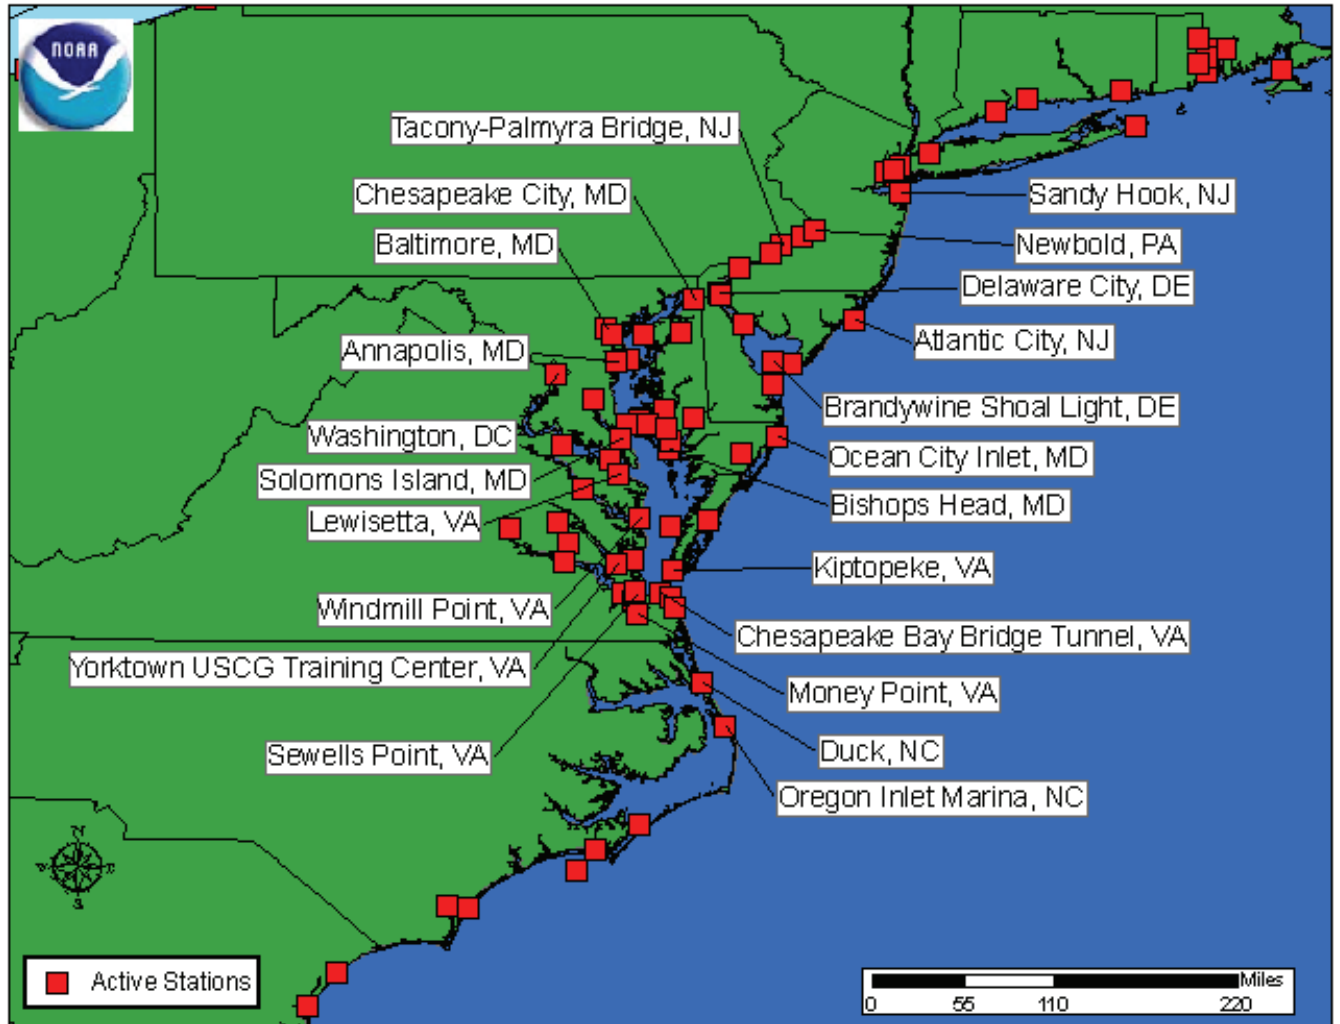 NOAA
Tacony-Palmyra Bridge, NJ
Chesapeake City, MD
Sandy Hook, NJ
Baltimore, MD
Newbold, PA
Delaware City, DE
Annapolis, MD
Atlantic City, NJ
Brandywine Shoal Light, DE
Washington, DC
Ocean City Inlet, MD
Solomons Island, MD
Bishops Head, MD
Lewisetta, VA
Kiptopeke, VA
Windmill Point, VA
Chesapeake Bay Bridge Tunnel, VA
Yorktown USCG Training Center, VA
Money Point, VA
Sewells Point, VA
Duck, NC
Oregon Inlet Marina, NC
N
W E
S
Active Stations
Miles
0 55 110 220